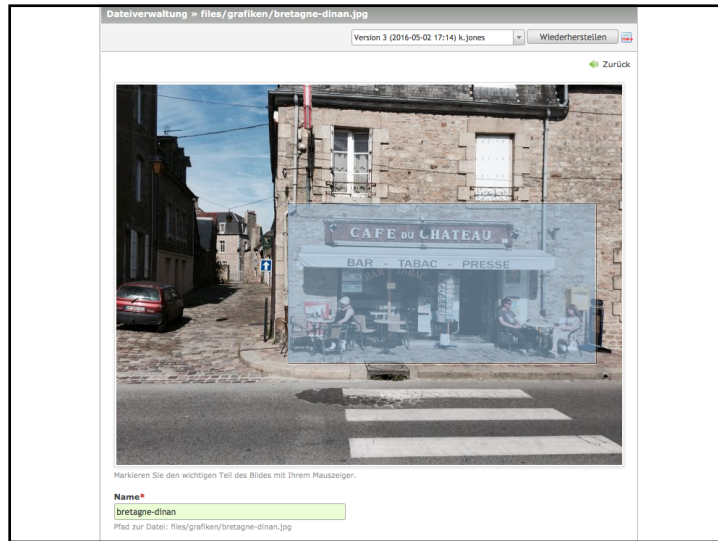 Dateiverwaltung » files/grafiken/bretagne-dinan.jpg
Version 3 (2016-05-02 17:14) k.jones
Wiederherstellen
Zurück
CAFE DU CHATEAU
BAR - TABAC - PRESSE
BAR TABAC
Markieren Sie den wichtigen Teil des Bildes mit Ihrem Mauszeiger.
Name*
bretagne-dinan
Pfad zur Datei: files/grafiken/bretagne-dinan.jpg